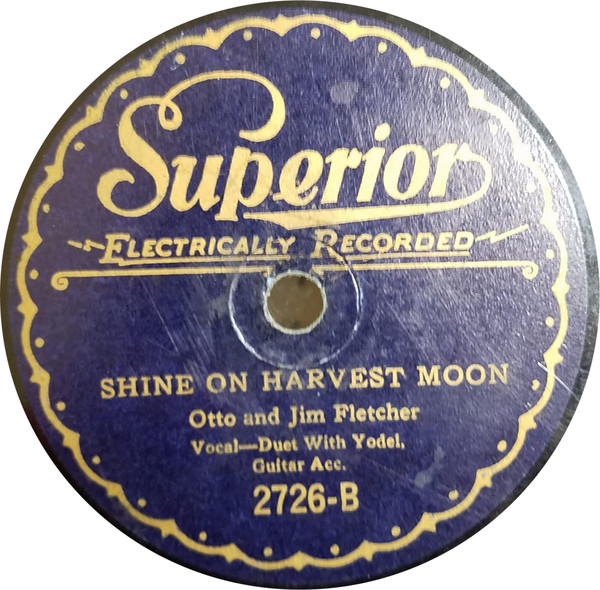 Superior
ELECTRICALLY RECORDED
SHINE ON HARVEST MOON
Otto and Jim Fletcher
Vocal—Duet With Yodel,
Guitar Acc.
2726-B